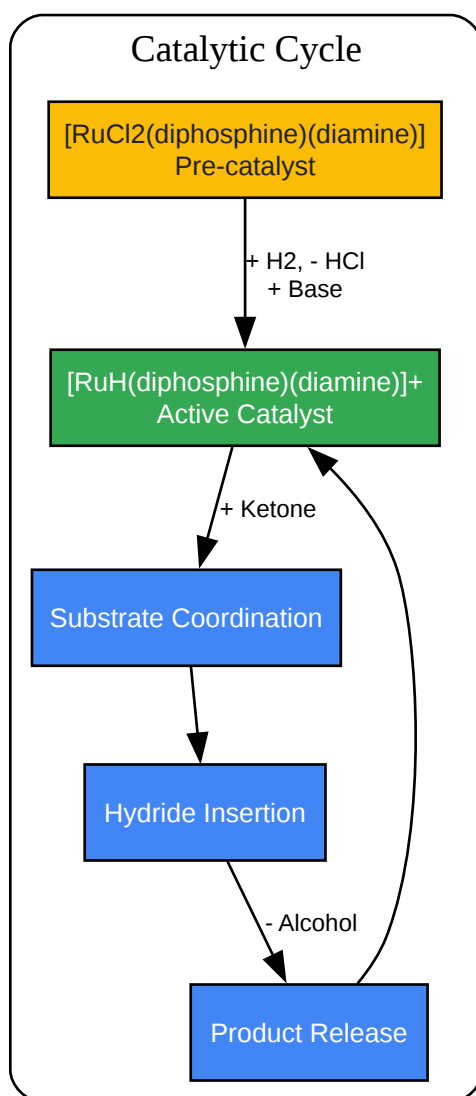 Catalytic Cycle
[RuCl2(diphosphine)(diamine)]
Pre-catalyst
+ H2, - HCl
+ Base
[RuH(diphosphine)(diamine)]+
Active Catalyst
+ Ketone
Substrate Coordination
Hydride Insertion
- Alcohol
Product Release